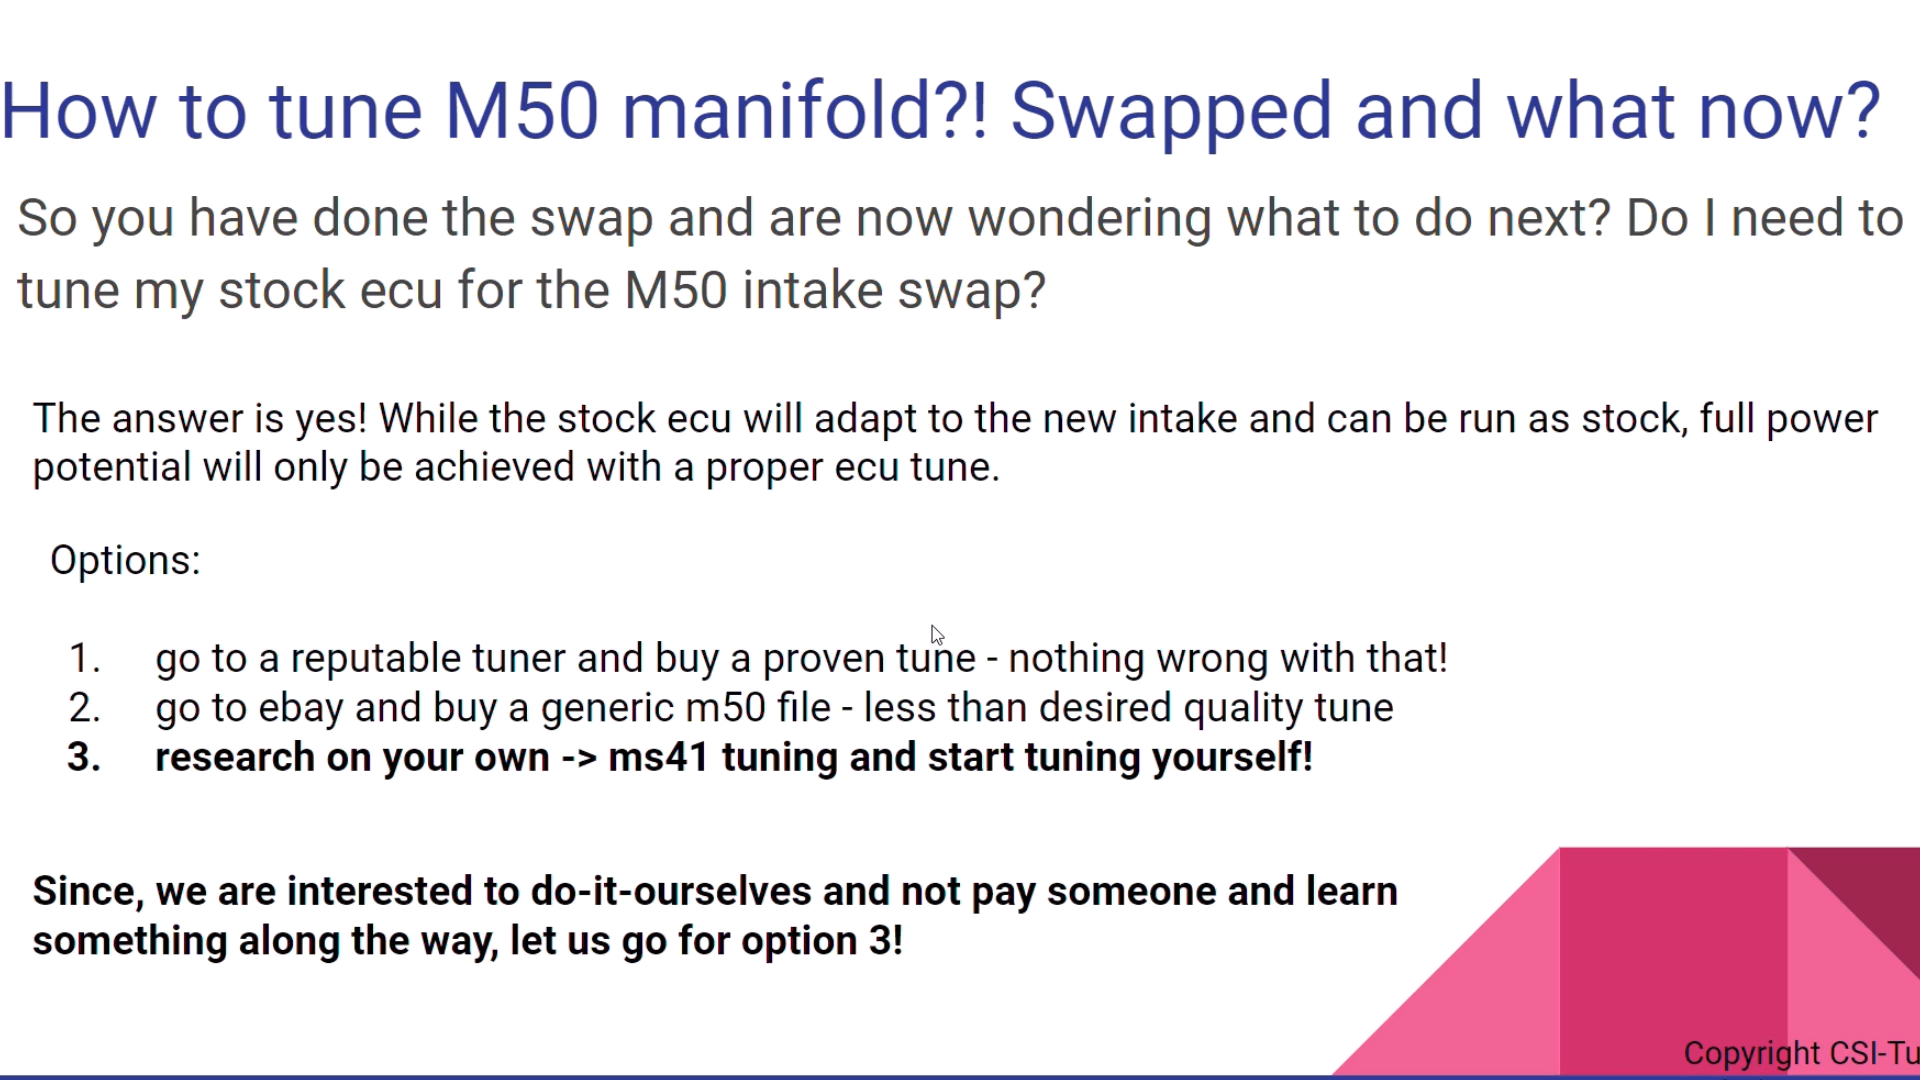 How to tune M50 manifold?! Swapped and what now?
So you have done the swap and are now wondering what to do next? Do I need to
tune my stock ecu for the M50 intake swap?
The answer is yes! While the stock ecu will adapt to the new intake and can be run as stock, full power
potential will only be achieved with a proper ecu tune.
Options:
1. go to a reputable tuner and buy a proven tune - nothing wrong with that!
2. go to ebay and buy a generic m50 file - less than desired quality tune
3. research on your own -> ms41 tuning and start tuning yourself!
Since, we are interested to do-it-ourselves and not pay someone and learn
something along the way, let us go for option 3!
Copyright CSI-Tu